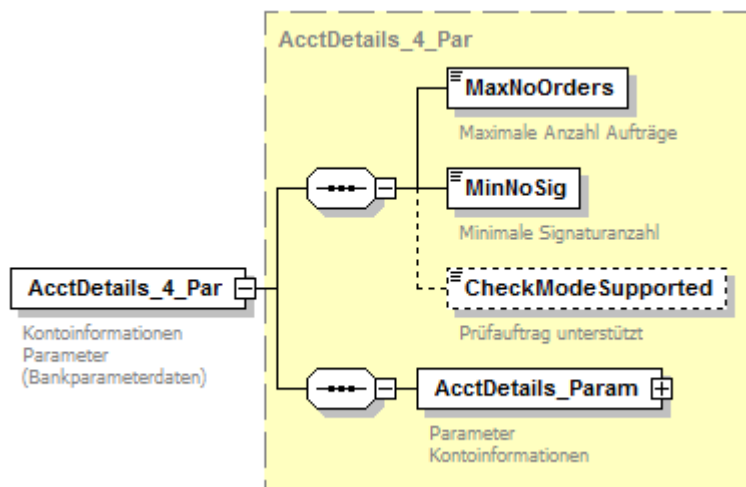 AcctDetails_4_Par
MaxNoOrders
Maximale Anzahl Aufträge
MinNoSig
Minimale Signaturanzahl
AcctDetails_4_Par
Kontoinformationen
Parameter
(Bankparameterdaten)
CheckModeSupported
Prüfauftrag unterstützt
AcctDetails_Param
Parameter
Kontoinformationen